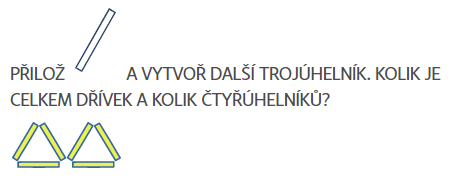 PŘILOŽ A VYTVOŘ DALŠÍ TROJÚHELNÍK. KOLIK JE
CELKEM DŘÍVEK A KOLIK ČTYŘÚHELNÍKŮ?